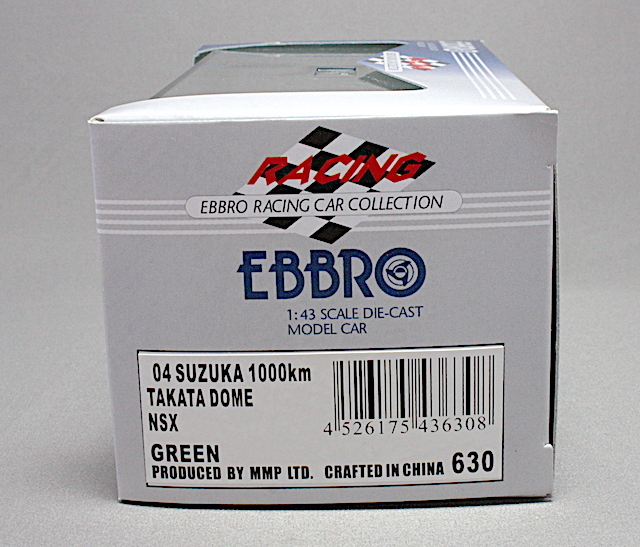 RACING
EBBRO RACING CAR COLLECTION
EBBRO
1:43 SCALE DIE-CAST
MODEL CAR
04 SUZUKA 1000km
TAKATA DOME
NSX
4 526175 436308
GREEN
PRODUCED BY MMP LTD. CRAFTED IN CHINA 630